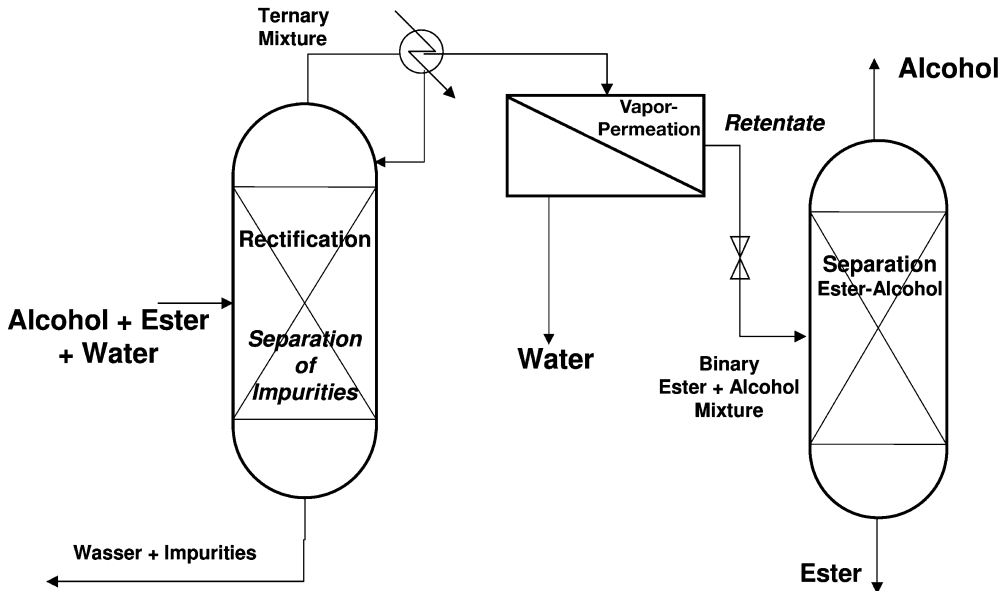 Ternary
Mixture
Alcohol
Vapor-
Permeation
Retentate
Rectification
Separation
Ester-Alcohol
Alcohol + Ester
+ Water
Separation
of
Impurities
Water
Binary
Ester + Alcohol
Mixture
Wasser + Impurities
Ester